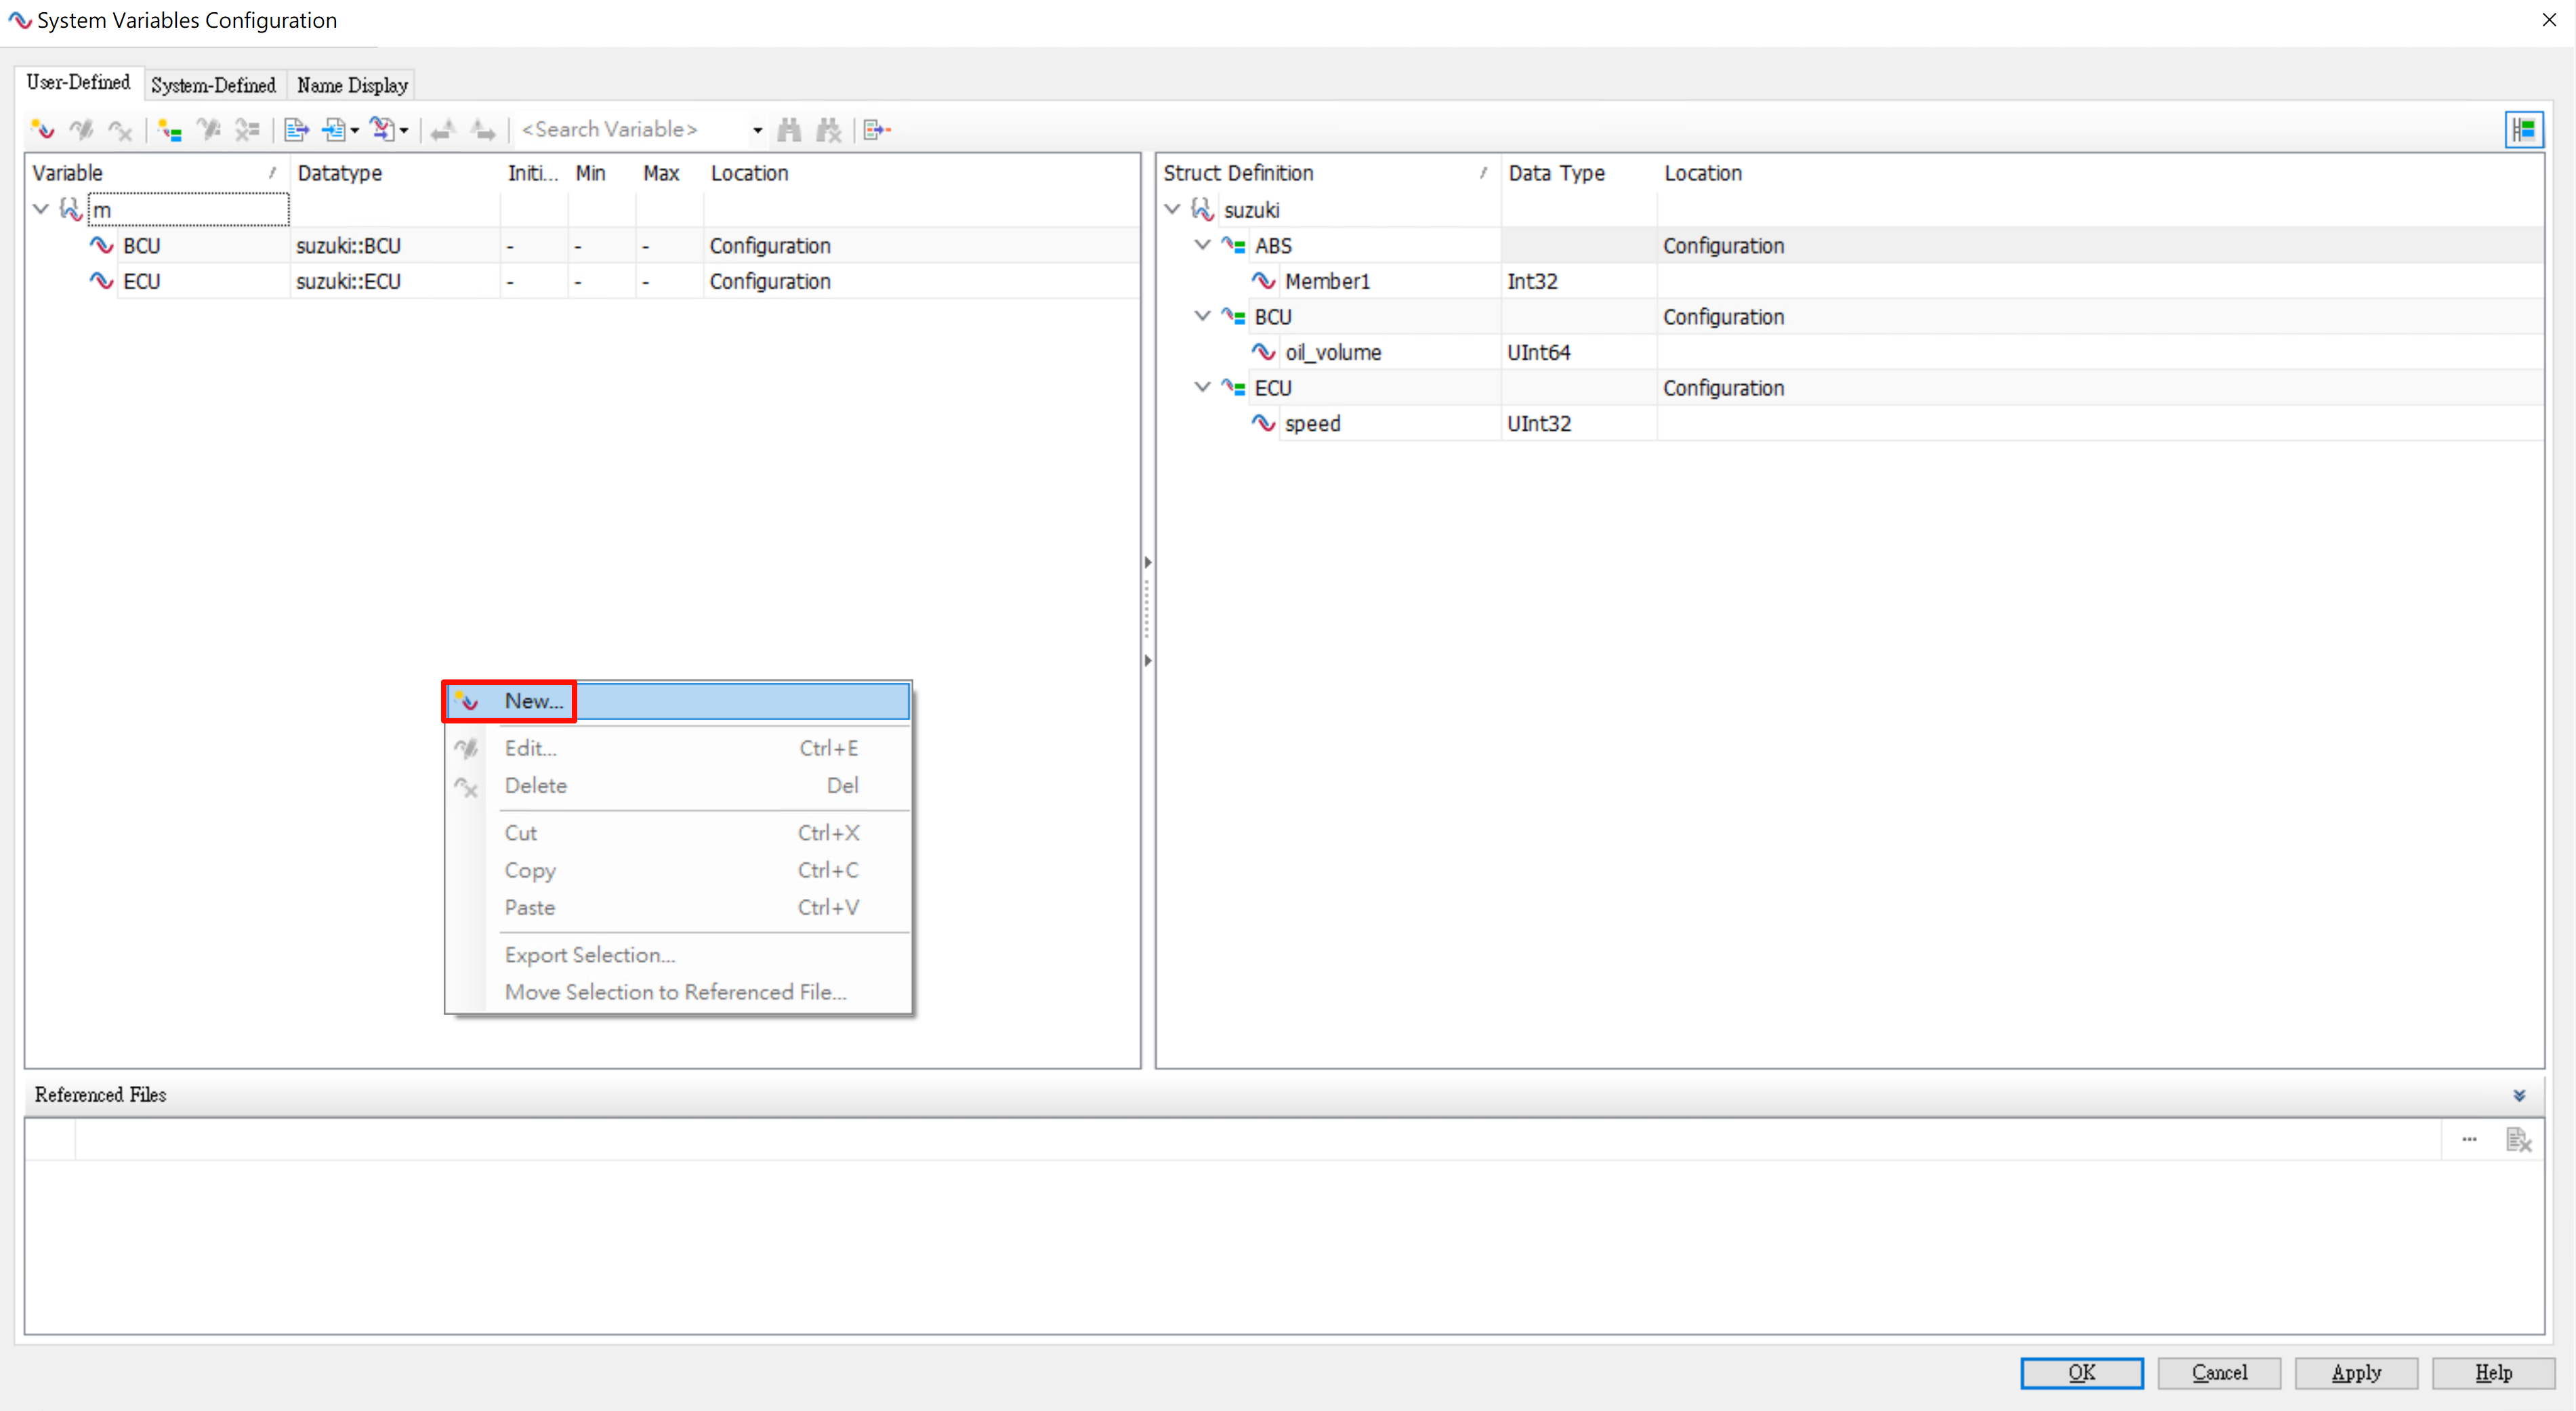 System Variables Configuration
User-Defined System-Defined Name Display
<Search Variable>
Variable Datatype Initi... Min Max Location
m
BCU suzuki::BCU - - - Configuration
ECU suzuki::ECU - - - Configuration
Struct Definition Data Type Location
suzuki
ABS Configuration
Member1 Int32
BCU Configuration
oil_volume UInt64
ECU Configuration
speed UInt32
New...
Edit... Ctrl+E
Delete Del
Cut Ctrl+X
Copy Ctrl+C
Paste Ctrl+V
Export Selection...
Move Selection to Referenced File...
Referenced Files
...
OK Cancel Apply Help